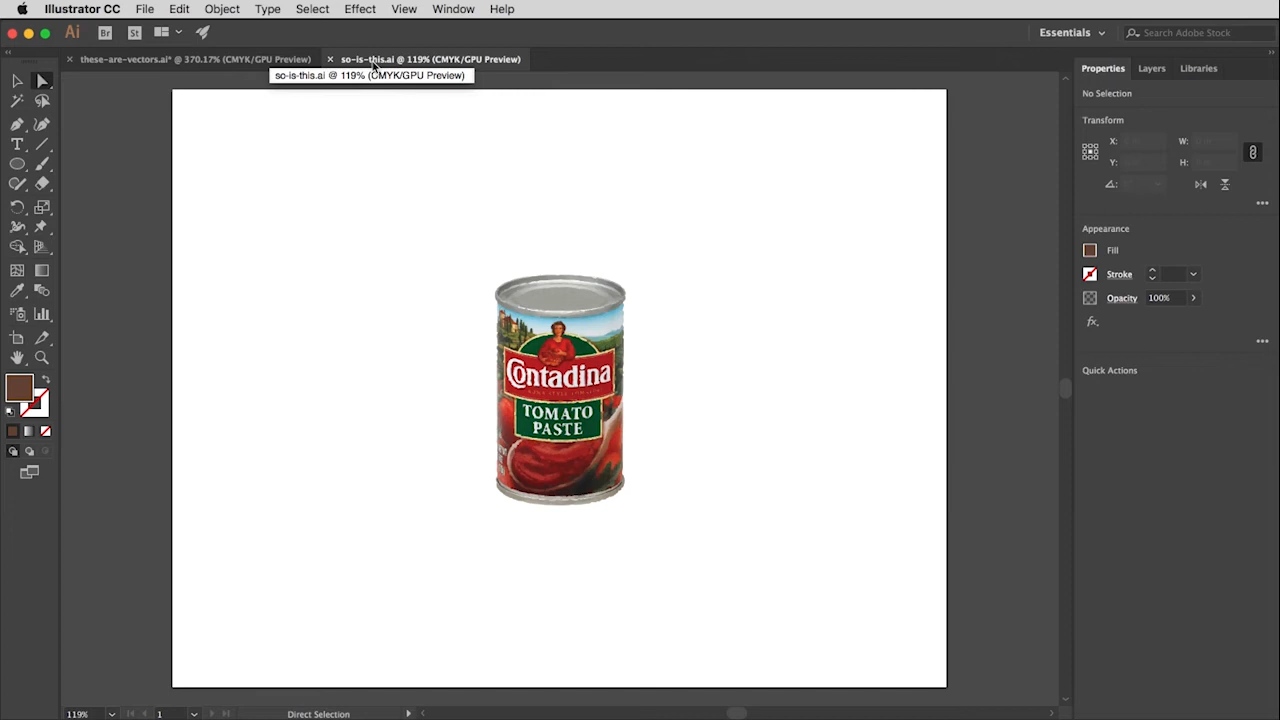 Illustrator CC File Edit Object Type Select Effect View Window Help
Ai Br St Essentials Search Adobe Stock
× these-are-vectors.ai* @ 370.17% (CMYK/GPU Preview) × so-is-this.ai @ 119% (CMYK/GPU Preview)
so-is-this.ai @ 119% (CMYK/GPU Preview)
Properties Layers Libraries
No Selection
Transform
X: W:
Y: H:
Appearance
Fill
Stroke
Opacity 100%
fx.
Quick Actions
Contadina
TOMATO
PASTE
119% 1 Direct Selection